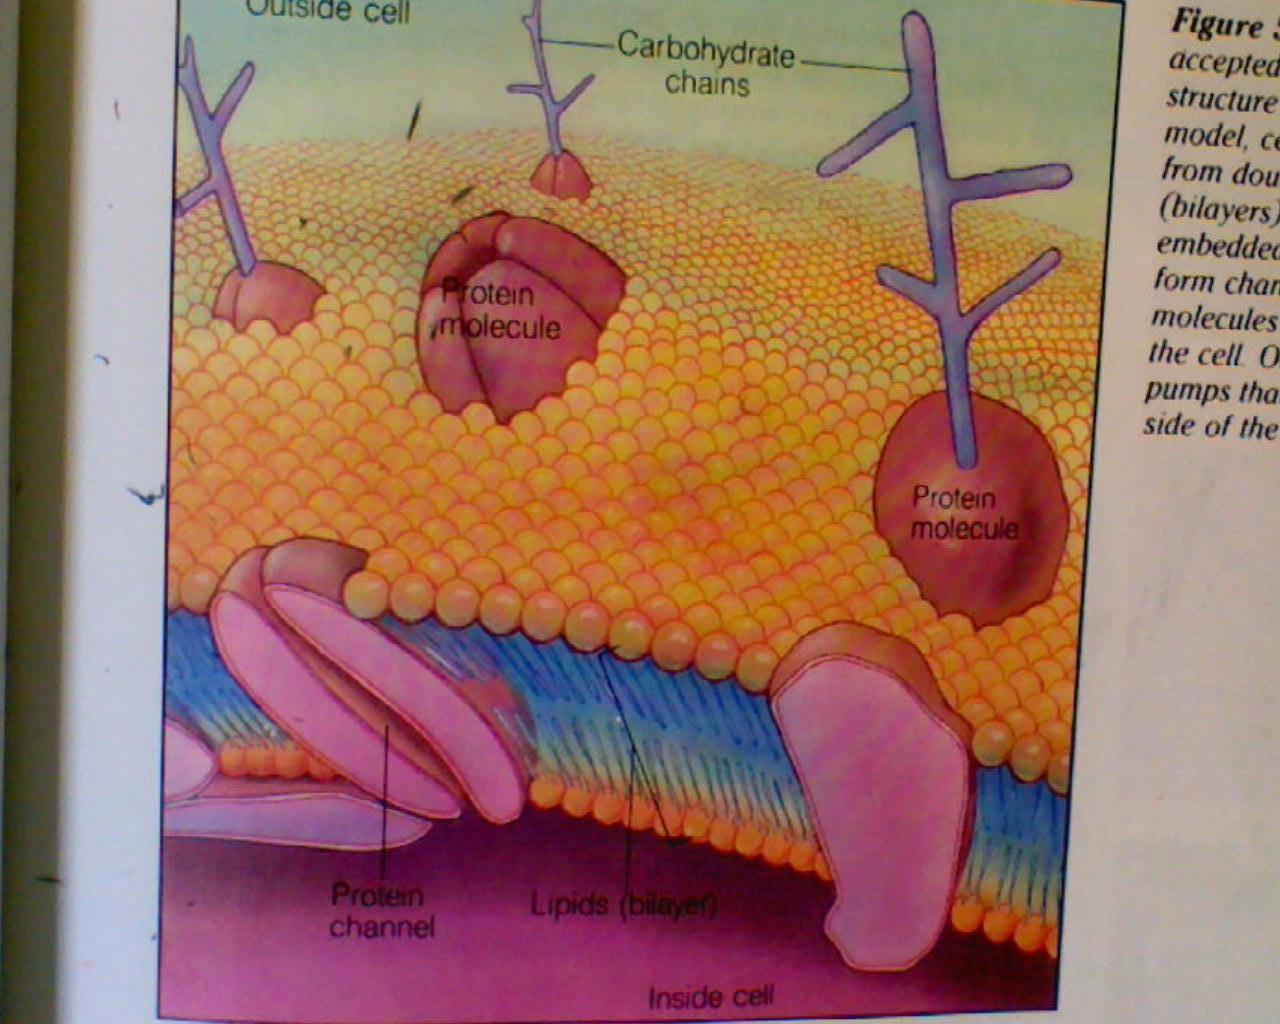 Outside cell
Carbohydrate
chains
Protein
molecule
Protein
molecule
Protein
channel
Lipids (bilayer)
Inside cell
Figure
accepted
structure
model, ce
from dou
(bilayers)
embedded
form chan
molecules
the cell. O
pumps tha
side of the